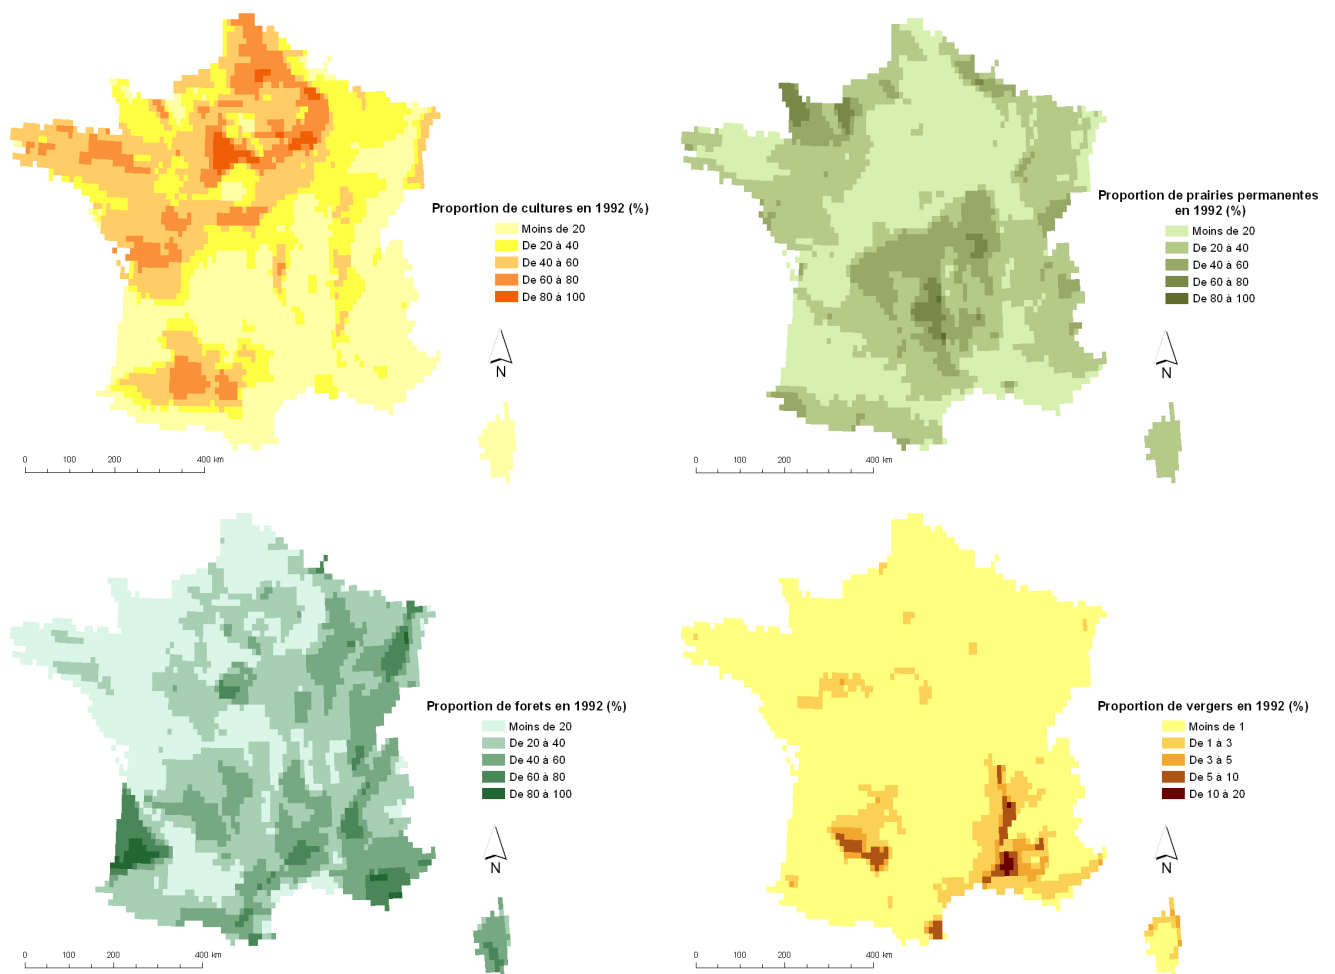 Proportion de cultures en 1992 (%)
Moins de 20
De 20 à 40
De 40 à 60
De 60 à 80
De 80 à 100
N
0 100 200 400 km
Proportion de prairies permanentes
en 1992 (%)
Moins de 20
De 20 à 40
De 40 à 60
De 60 à 80
De 80 à 100
N
0 100 200 400 km
Proportion de forets en 1992 (%)
Moins de 20
De 20 à 40
De 40 à 60
De 60 à 80
De 80 à 100
N
0 100 200 400 km
Proportion de vergers en 1992 (%)
Moins de 1
De 1 à 3
De 3 à 5
De 5 à 10
De 10 à 20
N
0 100 200 400 km